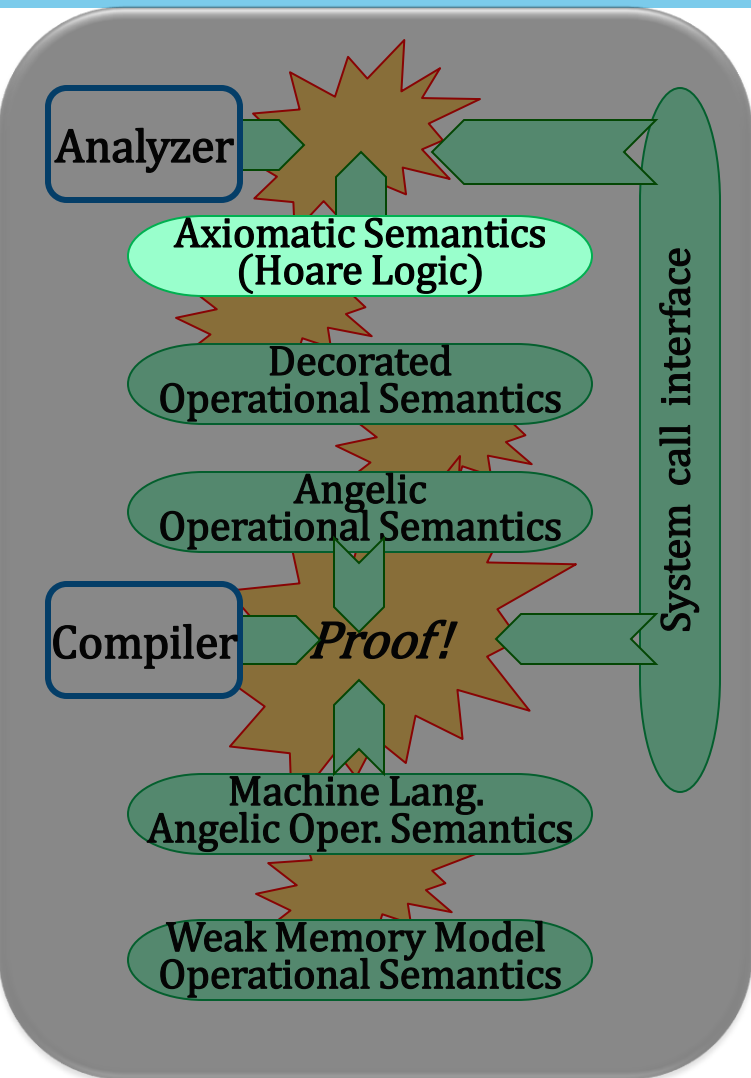 Analyzer
Axiomatic Semantics
(Hoare Logic)
Decorated
Operational Semantics
Angelic
Operational Semantics
System call interface
Compiler
Proof!
Machine Lang.
Angelic Oper. Semantics
Weak Memory Model
Operational Semantics